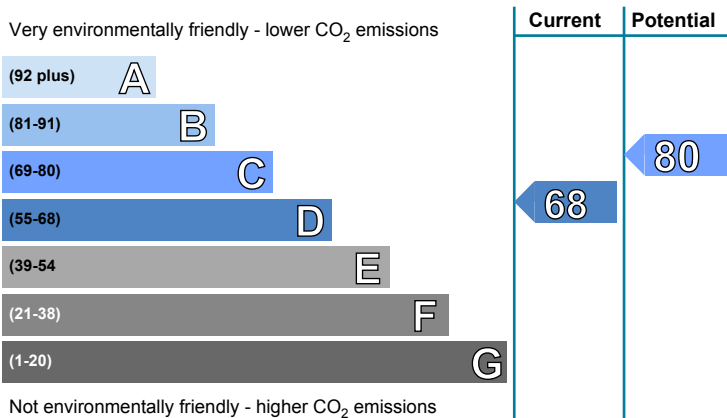 Very environmentally friendly - lower CO2 emissions
Current
Potential
(92 plus) A
(81-91) B
(69-80) C
(55-68) D
(39-54 E
(21-38) F
(1-20) G
80
68
Not environmentally friendly - higher CO2 emissions